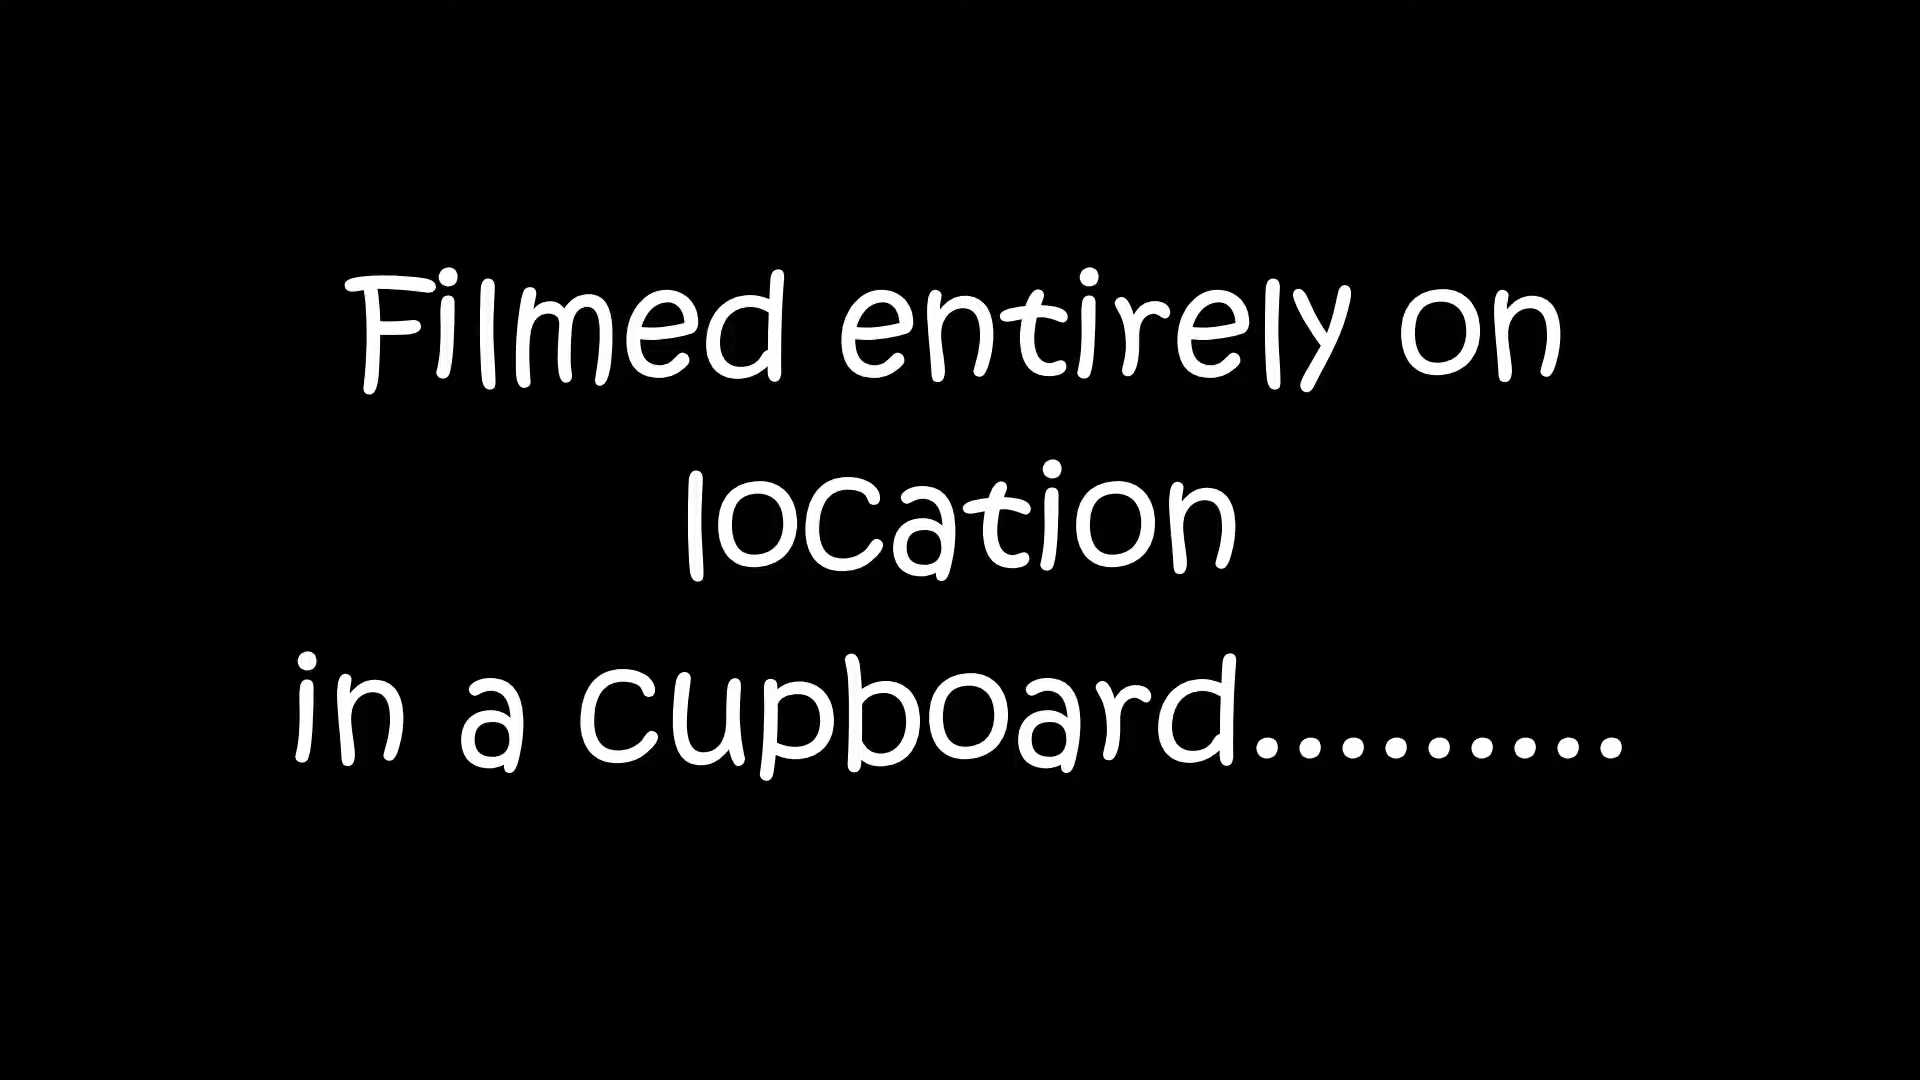 Filmed entirely on
location
in a cupboard.........